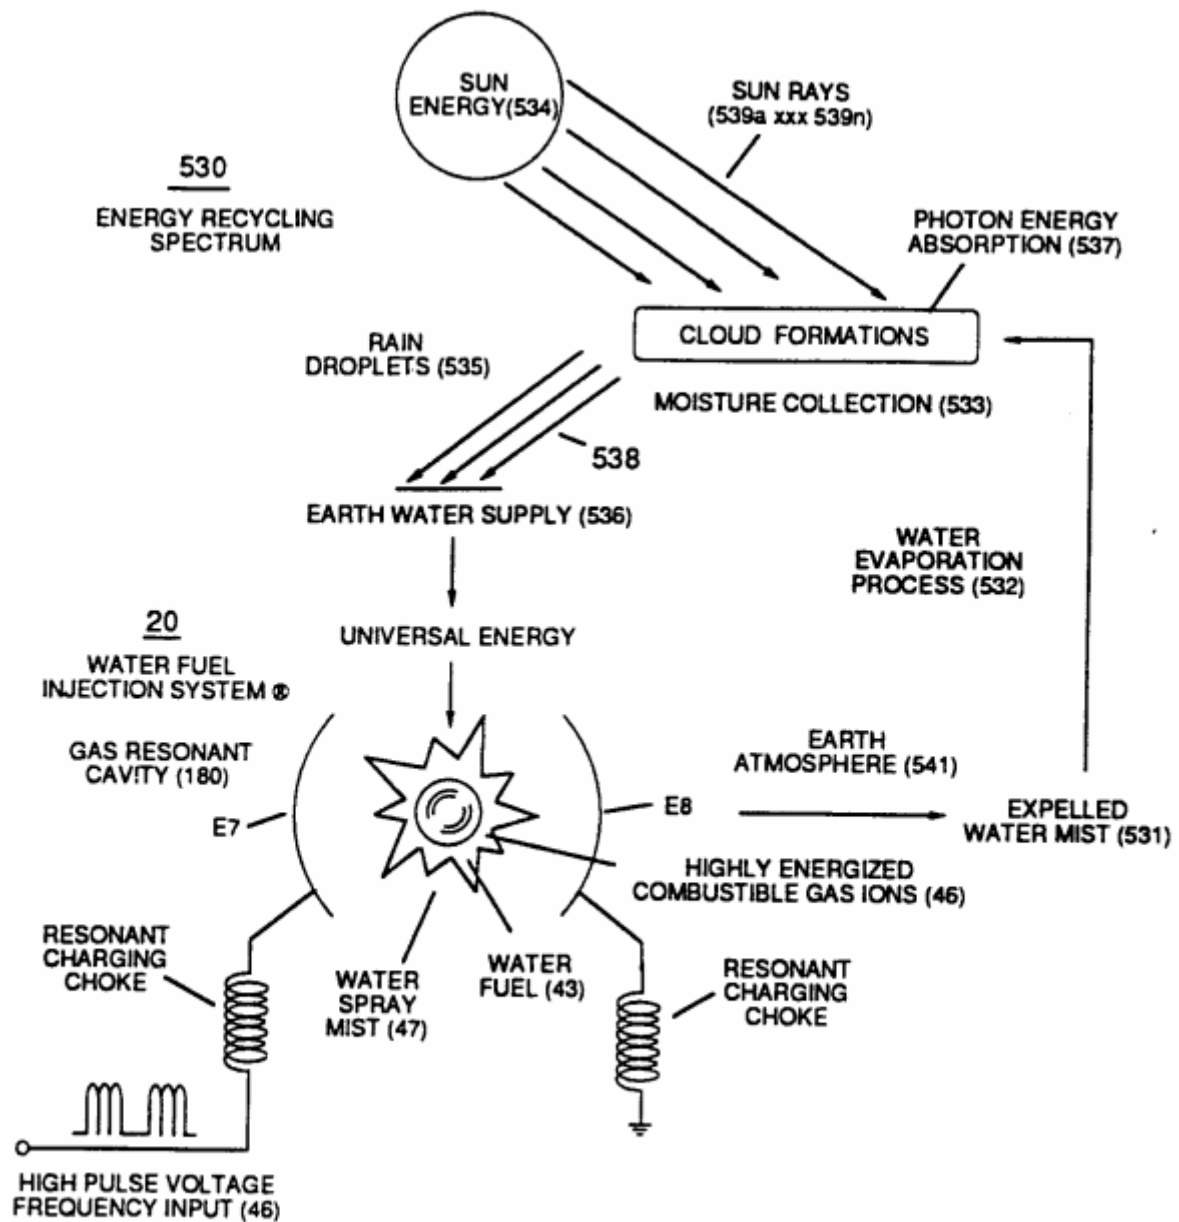 SUN
ENERGY(534)
SUN RAYS
(539a xxx 539n)
530
ENERGY RECYCLING
SPECTRUM
PHOTON ENERGY
ABSORPTION (537)
CLOUD FORMATIONS
RAIN
DROPLETS (535)
MOISTURE COLLECTION (533)
538
EARTH WATER SUPPLY (536)
WATER
EVAPORATION
PROCESS (532)
20
WATER FUEL
INJECTION SYSTEM ®
UNIVERSAL ENERGY
GAS RESONANT
CAVITY (180)
E7
E8
EARTH
ATMOSPHERE (541)
EXPELLED
WATER MIST (531)
HIGHLY ENERGIZED
COMBUSTIBLE GAS IONS (46)
RESONANT
CHARGING
CHOKE
WATER
SPRAY
MIST (47)
WATER
FUEL (43)
RESONANT
CHARGING
CHOKE
HIGH PULSE VOLTAGE
FREQUENCY INPUT (46)